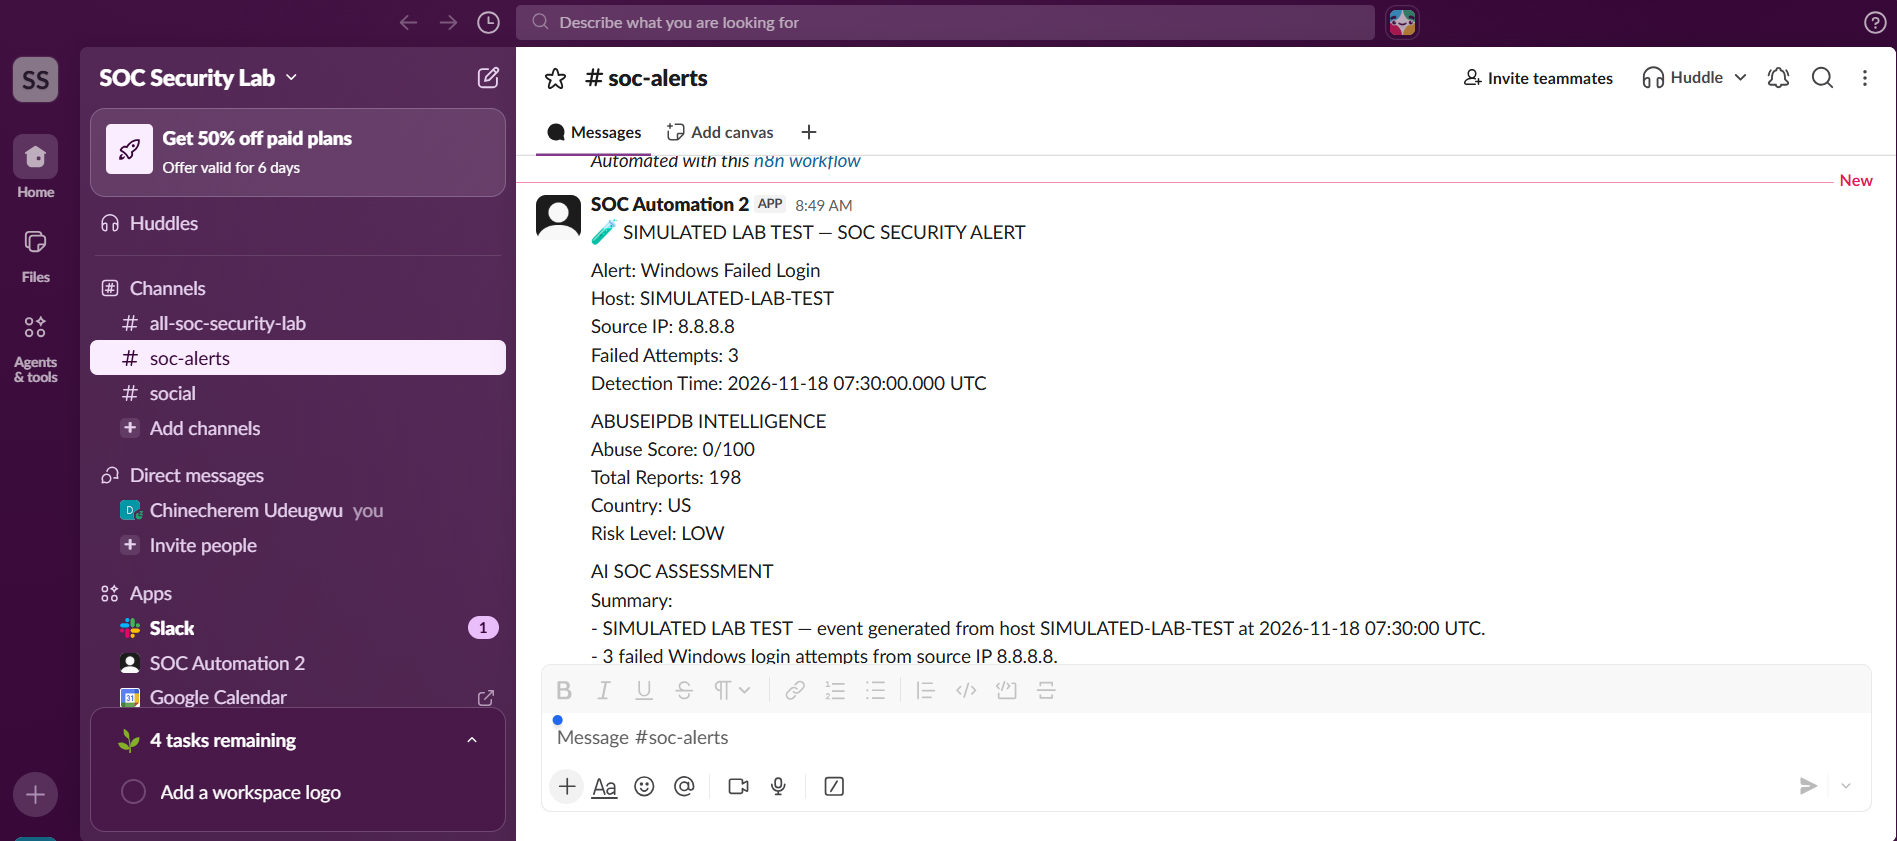 Describe what you are looking for
SS
Home
Files
Agents
& tools
SOC Security Lab
Get 50% off paid plans
Offer valid for 6 days
Huddles
Channels
# all-soc-security-lab
# soc-alerts
# social
+ Add channels
Direct messages
D
Chinecherem Udeugwu you
+ Invite people
Apps
Slack 1
SOC Automation 2
31
Google Calendar
4 tasks remaining
Add a workspace logo
# soc-alerts
Invite teammates
Huddle
Messages
Add canvas
Automated with this n8n workflow
New
SOC Automation 2 APP 8:49 AM
SIMULATED LAB TEST — SOC SECURITY ALERT
Alert: Windows Failed Login
Host: SIMULATED-LAB-TEST
Source IP: 8.8.8.8
Failed Attempts: 3
Detection Time: 2026-11-18 07:30:00.000 UTC
ABUSEIPDB INTELLIGENCE
Abuse Score: 0/100
Total Reports: 198
Country: US
Risk Level: LOW
AI SOC ASSESSMENT
Summary:
- SIMULATED LAB TEST — event generated from host SIMULATED-LAB-TEST at 2026-11-18 07:30:00 UTC.
- 3 failed Windows login attempts from source IP 8.8.8.8.
B I U S
Message #soc-alerts
Aa